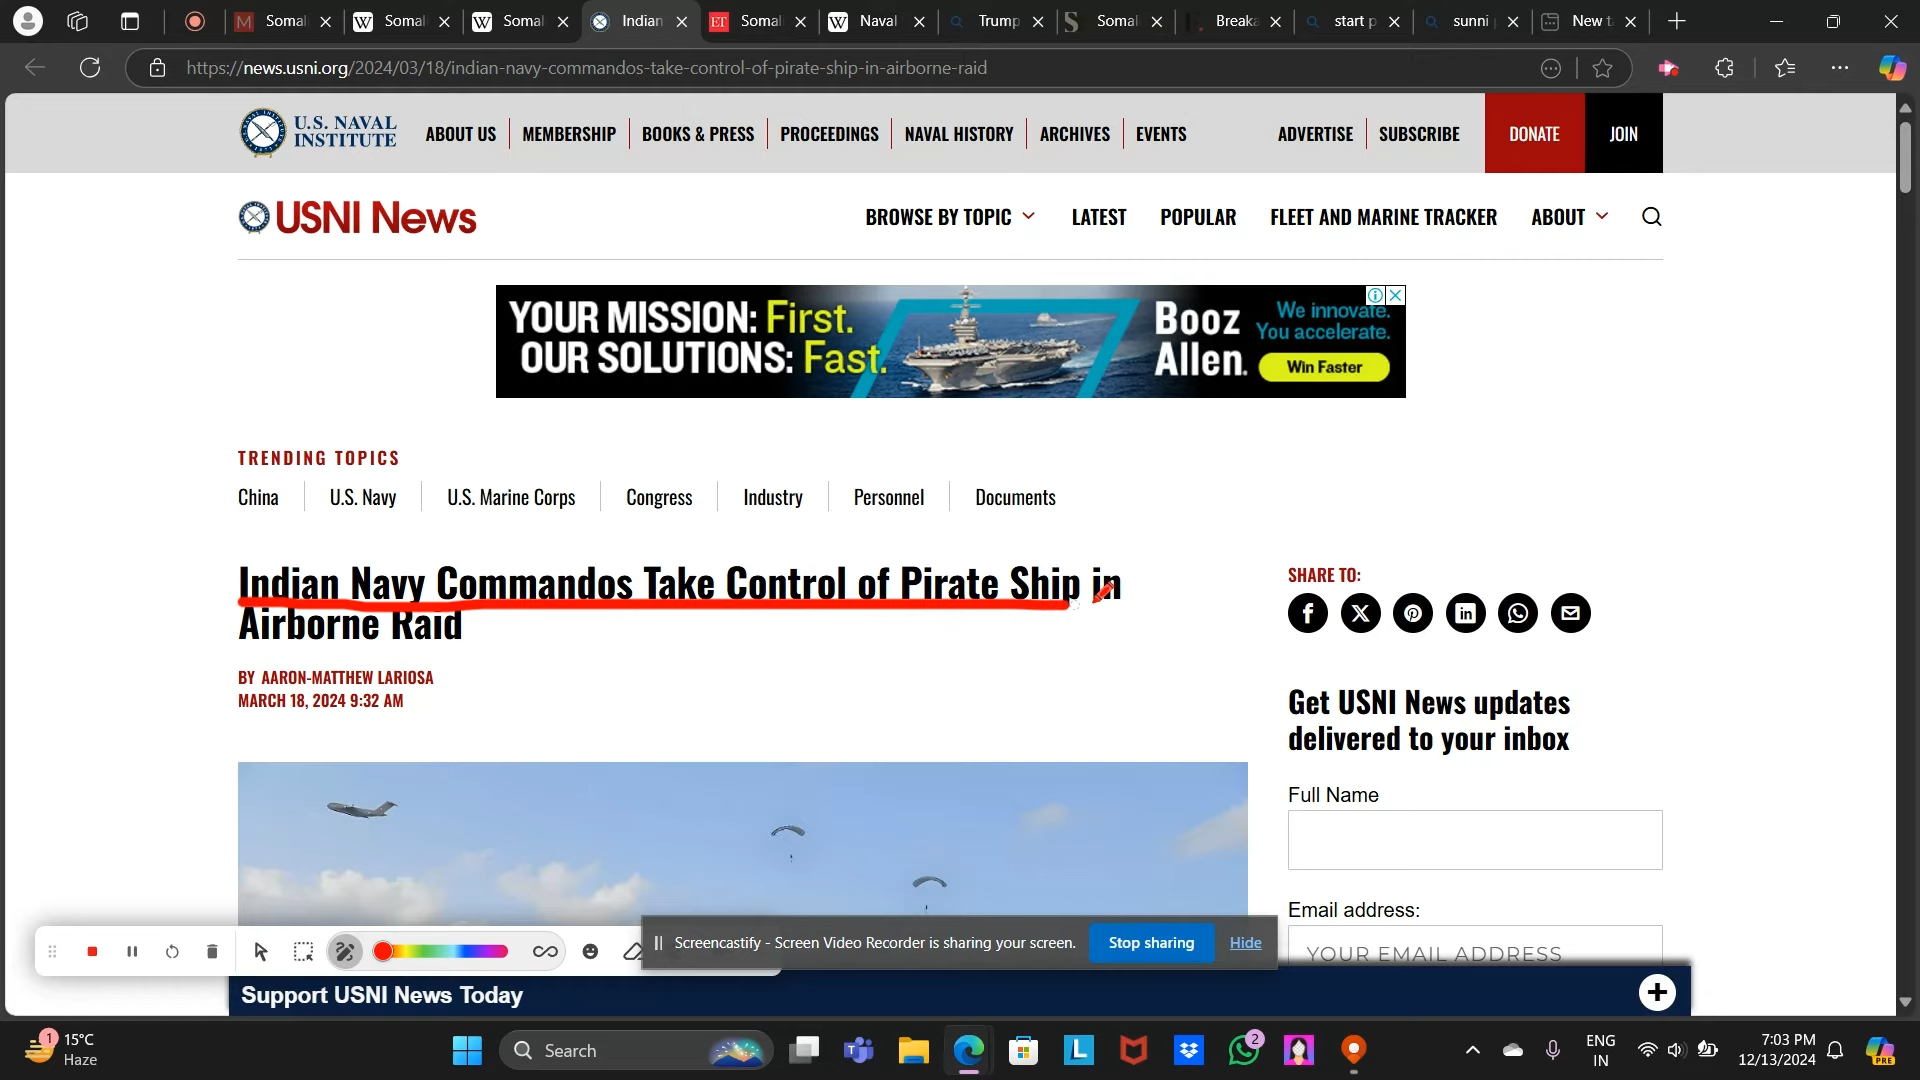 Somal
Somal
Somal
Indian
Somal
Naval
Trump
Somal
Breaka
start p
sunni
New t
https://news.usni.org/2024/03/18/indian-navy-commandos-take-control-of-pirate-ship-in-airborne-raid
U.S. NAVAL
INSTITUTE
ABOUT US
MEMBERSHIP
BOOKS & PRESS
PROCEEDINGS
NAVAL HISTORY
ARCHIVES
EVENTS
ADVERTISE
SUBSCRIBE
DONATE
JOIN
USNI News
BROWSE BY TOPIC
LATEST
POPULAR
FLEET AND MARINE TRACKER
ABOUT
YOUR MISSION: First.
OUR SOLUTIONS: Fast.
Booz
Allen.
We innovate.
You accelerate.
Win Faster
TRENDING TOPICS
China
U.S. Navy
U.S. Marine Corps
Congress
Industry
Personnel
Documents
Indian Navy Commandos Take Control of Pirate Ship in
Airborne Raid
BY AARON-MATTHEW LARIOSA
MARCH 18, 2024 9:32 AM
SHARE TO:
Get USNI News updates
delivered to your inbox
Full Name
Email address:
YOUR EMAIL ADDRESS
Screencastify - Screen Video Recorder is sharing your screen.
Stop sharing
Hide
Support USNI News Today
1
15°C
Haze
Search
2
ENG
IN
7:03 PM
12/13/2024
PRE